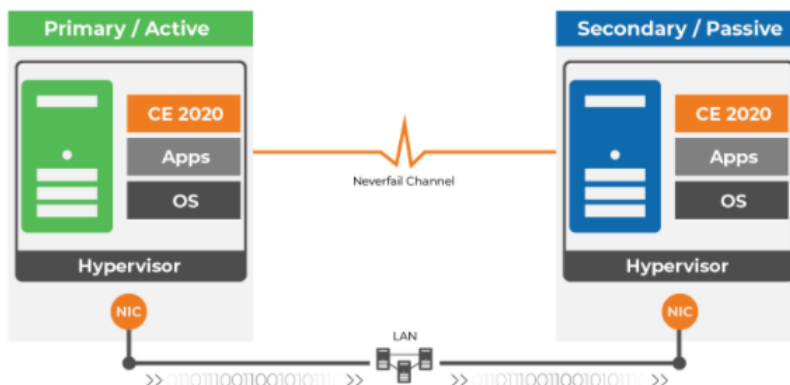 Primary / Active
Secondary / Passive
CE 2020
Apps
OS
Hypervisor
NIC
Neverfail Channel
CE 2020
Apps
OS
Hypervisor
NIC
LAN